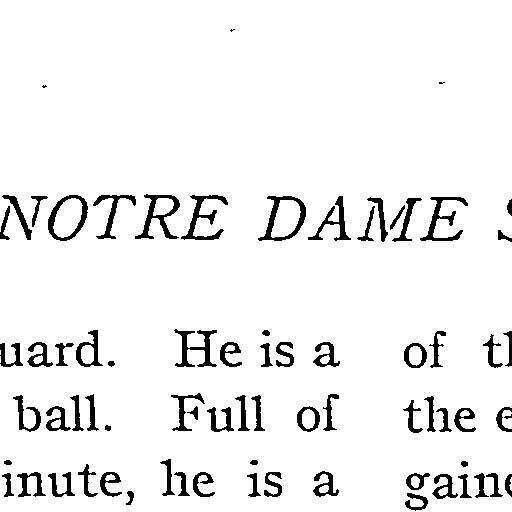 NOTRE DAME S
uard. He is a
ball. Full of
inute, he is a
of th
the e
gaine